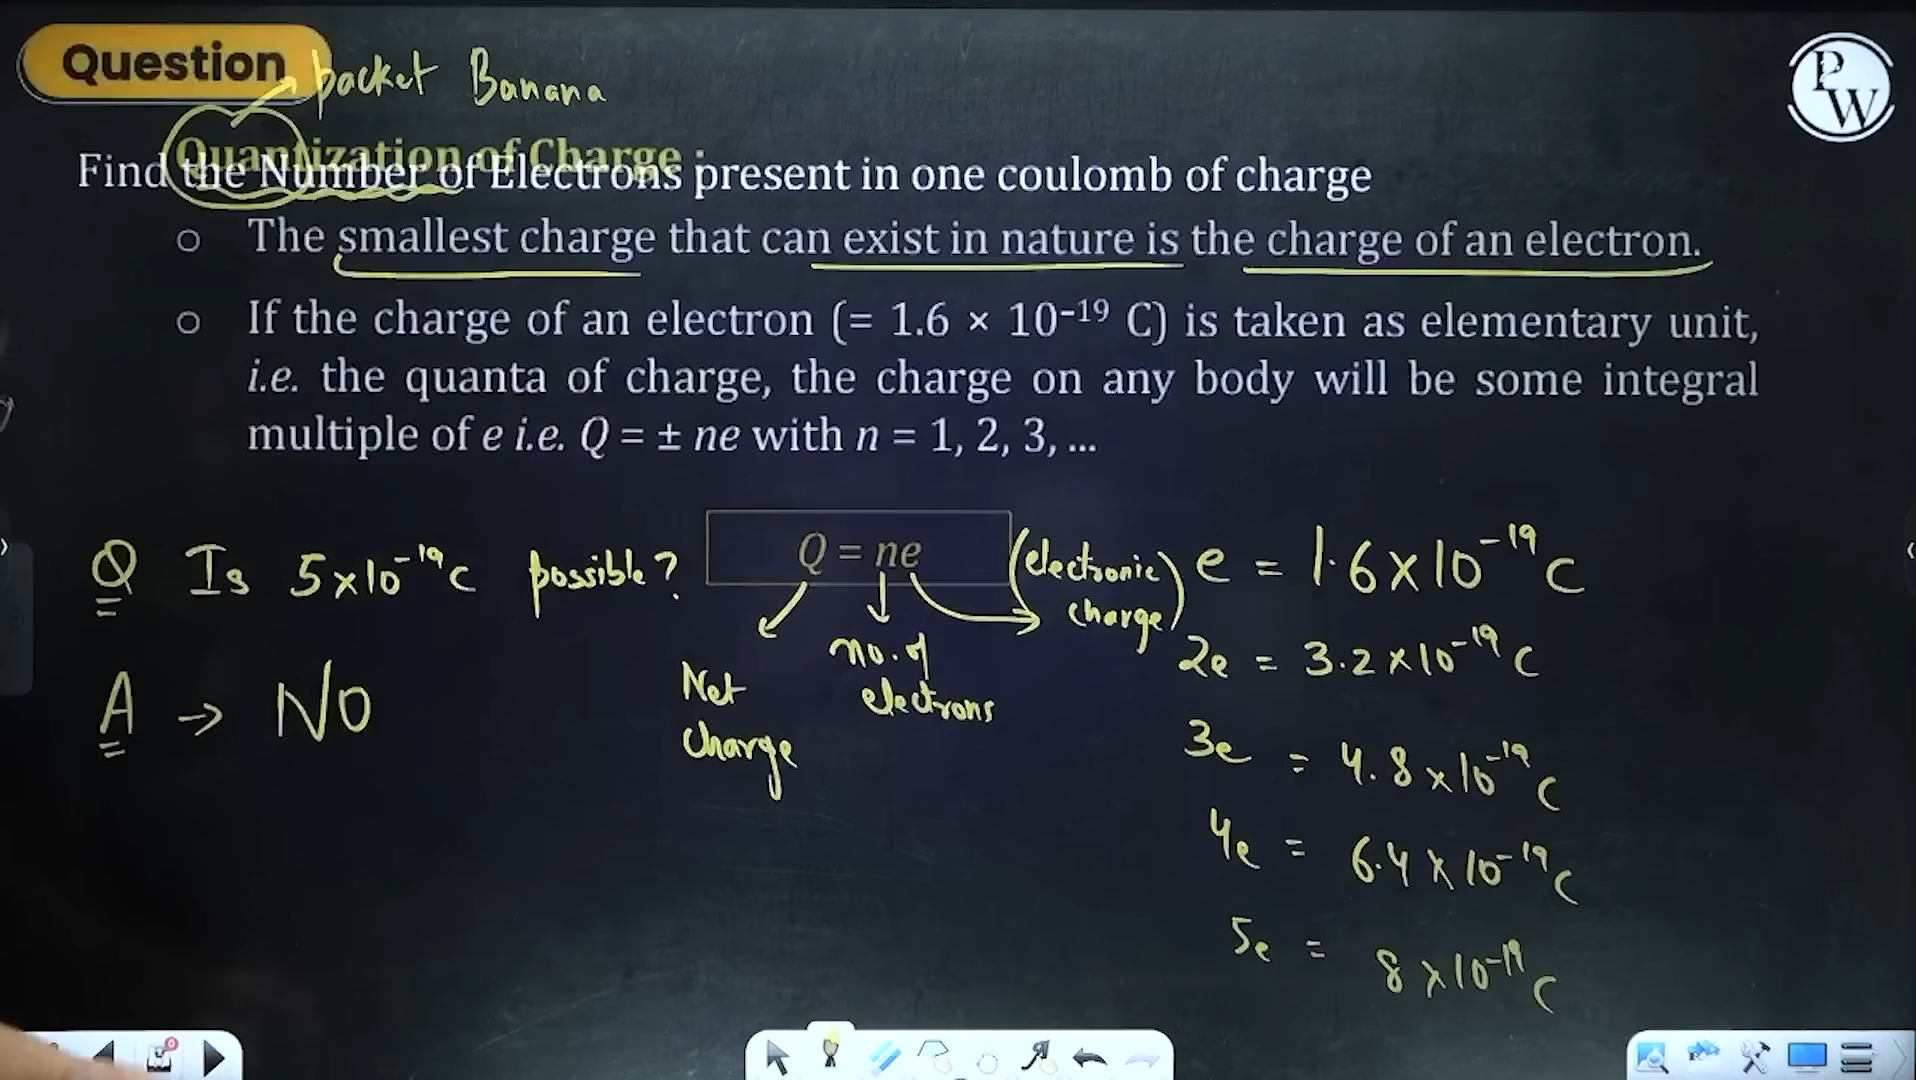 Question
packet Banana
Quantization of Charge :
Find the Number of Electrons present in one coulomb of charge
PW
○ The smallest charge that can exist in nature is the charge of an electron.
○ If the charge of an electron (= 1.6 × 10⁻¹⁹ C) is taken as elementary unit,
i.e. the quanta of charge, the charge on any body will be some integral
multiple of e i.e. Q = ± ne with n = 1, 2, 3, ...
Q Is 5×10⁻¹⁹C possible?
A → NO
Q = ne
Net
charge
no. of
electrons
(electronic
charge)
e = 1.6×10⁻¹⁹ C
2e = 3.2×10⁻¹⁹ C
3e = 4.8×10⁻¹⁹ C
4e = 6.4×10⁻¹⁹ C
5e = 8×10⁻¹⁹ C
0